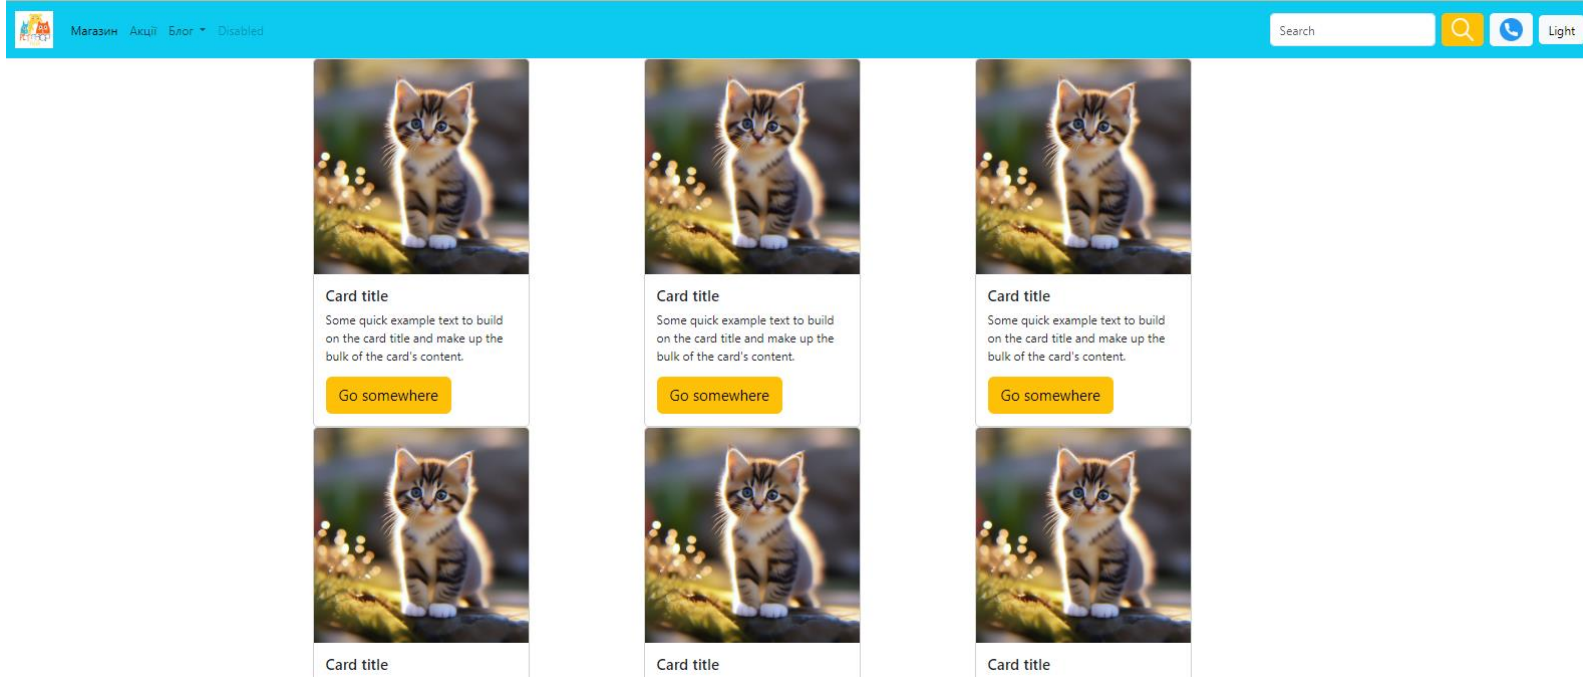 Магазин Акції Блог Disabled Search Light
Card title Card title Card title
Some quick example text to build Some quick example text to build Some quick example text to build
on the card title and make up the on the card title and make up the on the card title and make up the
bulk of the card's content. bulk of the card's content. bulk of the card's content.
Go somewhere Go somewhere Go somewhere
Card title Card title Card title